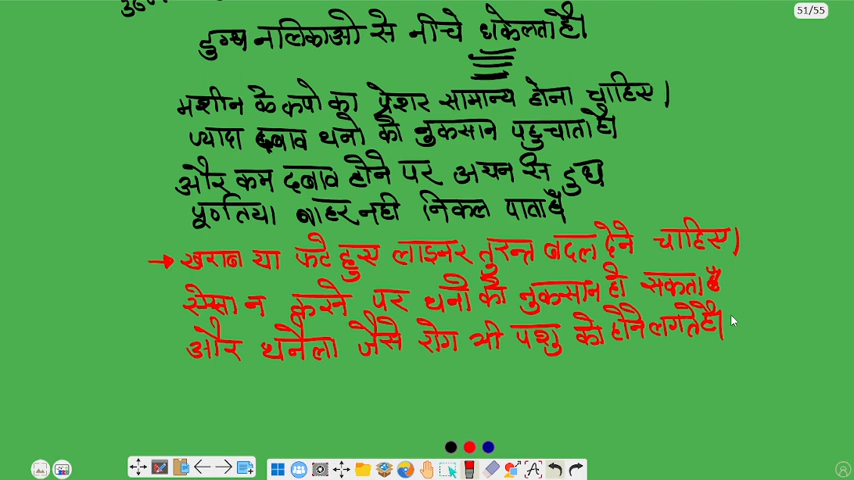 51/55
दुग्ध नलिकाओ से नीचे धकेलता है।
मशीन के कपो का प्रेशर सामान्य होना चाहिए।
ज्यादा दबाव थनो को नुकसान पहुचाता है।
और कम दबाव होने पर अयन से दुध
पूर्णतिया बाहर नही निकल पाता है
→ खराब या फटे हुए लाइनर तुरन्त बदल देने चाहिए।
ऐसा न करने पर थनो को नुकसान हो सकता है
और थनैला जैसे रोग भी पशु को होने लगते है।